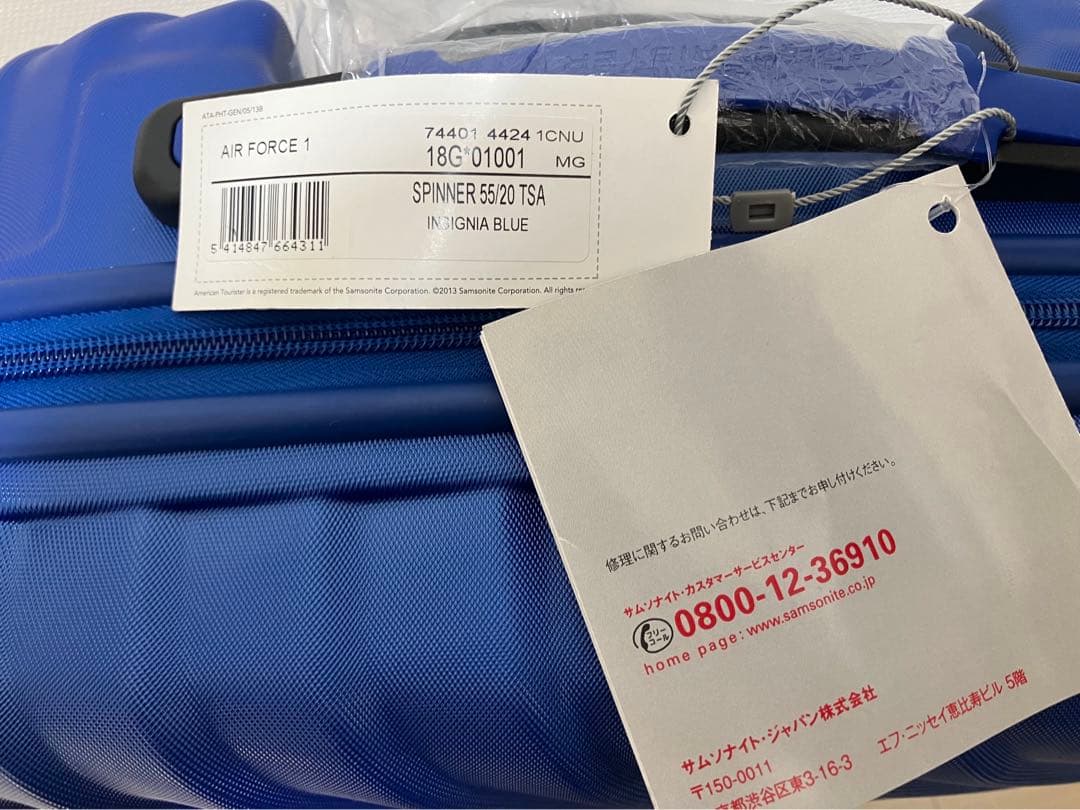 ATA-PHT-GEN/05/13B
AIR FORCE 1
74401 4424 1CNU
18G*01001 MG
SPINNER 55/20 TSA
INSIGNIA BLUE
5 414847 664311
American Tourister is a registered trademark of the Samsonite Corporation. ©2013 Samsonite Corporation. All rights
修理に関するお問い合わせは、下記までお申し付けください。
サムソナイト・カスタマーサービスセンター
フリーコール 0800-12-36910
home page: www.samsonite.co.jp
サムソナイト・ジャパン株式会社
〒150-0011
京都渋谷区東3-16-3 エフ・ニッセイ恵比寿ビル 5階